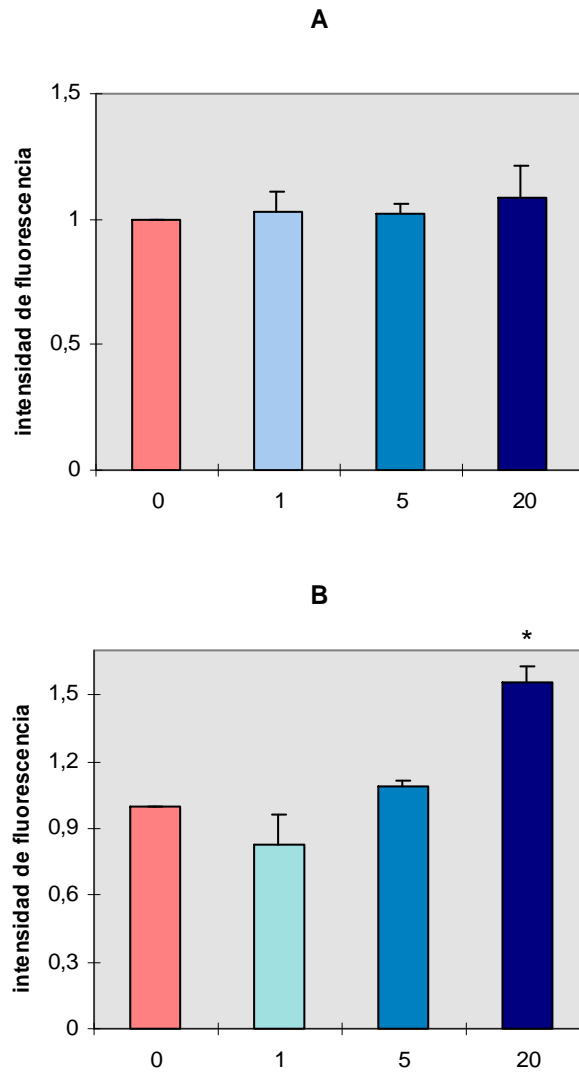 A
intensidad de fluorescencia
1,5
1
0,5
0
0 1 5 20
B
*
intensidad de fluorescencia
1,5
1,2
0,9
0,6
0,3
0
0 1 5 20